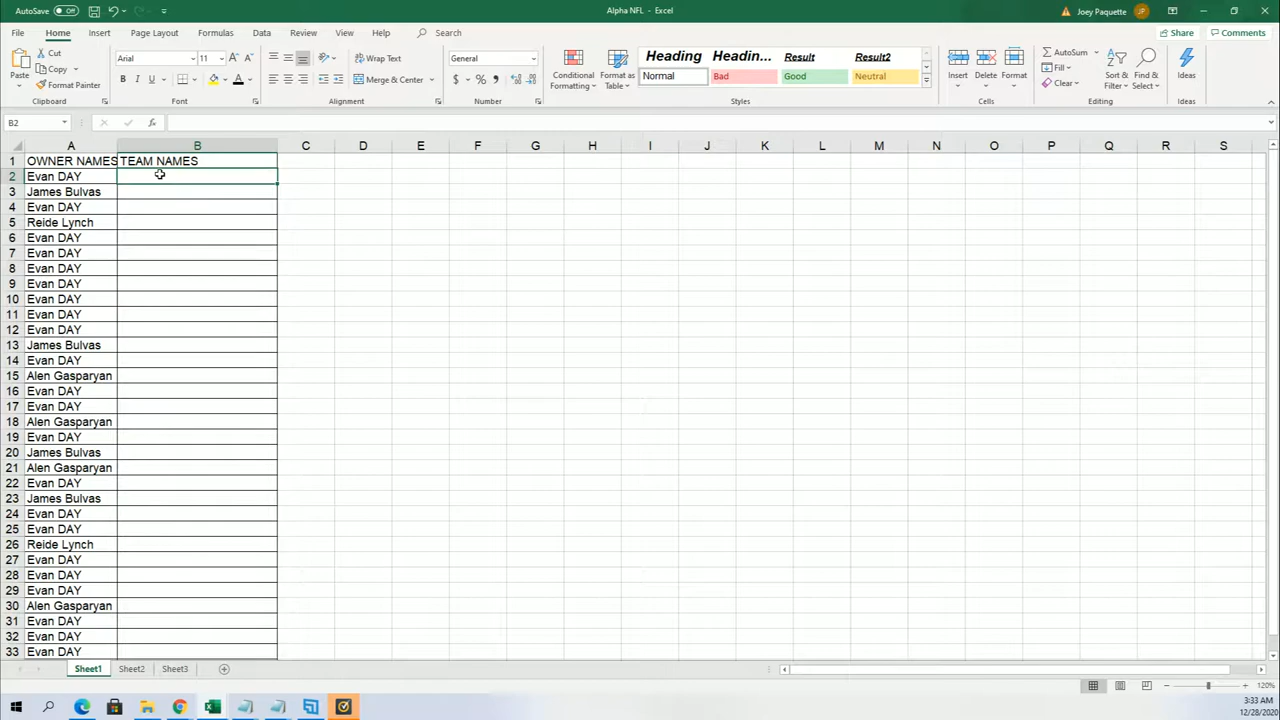 AutoSave Off
Alpha NFL - Excel
Joey Paquette JP
File Home Insert Page Layout Formulas Data Review View Help Search Share Comments
Paste Cut Copy Format Painter Clipboard
Arial 11 B I U A Font
Wrap Text Merge & Center Alignment
General $ % Number
Conditional Formatting Format as Table
Heading Headin... Result Result2
Normal Bad Good Neutral
Styles
Insert Delete Format Cells
AutoSum Fill Clear Sort & Filter Find & Select Editing
Ideas Ideas
B2 fx
A B C D E F G H I J K L M N O P Q R S
1 OWNER NAMES TEAM NAMES
2 Evan DAY
3 James Bulvas
4 Evan DAY
5 Reide Lynch
6 Evan DAY
7 Evan DAY
8 Evan DAY
9 Evan DAY
10 Evan DAY
11 Evan DAY
12 Evan DAY
13 James Bulvas
14 Evan DAY
15 Alen Gasparyan
16 Evan DAY
17 Evan DAY
18 Alen Gasparyan
19 Evan DAY
20 James Bulvas
21 Alen Gasparyan
22 Evan DAY
23 James Bulvas
24 Evan DAY
25 Evan DAY
26 Reide Lynch
27 Evan DAY
28 Evan DAY
29 Evan DAY
30 Alen Gasparyan
31 Evan DAY
32 Evan DAY
33 Evan DAY
Sheet1 Sheet2 Sheet3
120%
3:33 AM
12/28/2020